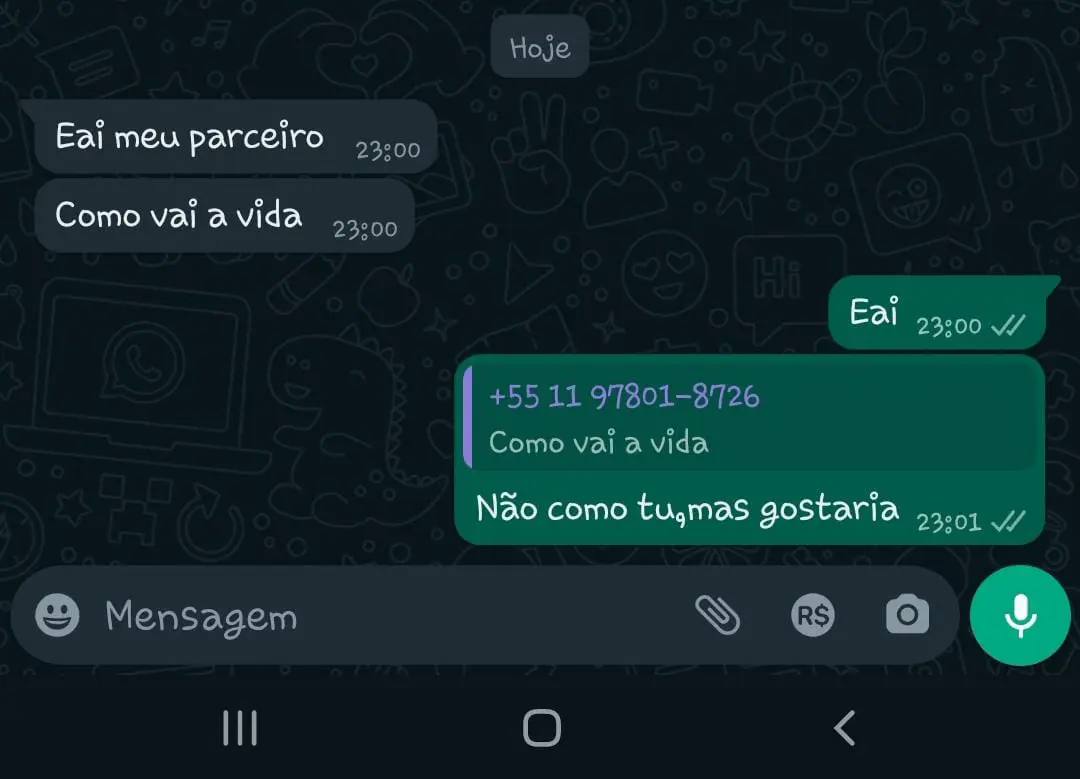 Hoje
Eai meu parceiro 23:00
Como vai a vida 23:00
Hi
Eai 23:00
+55 11 97801-8726
Como vai a vida
Não como tu,mas gostaria 23:01
Mensagem
R$